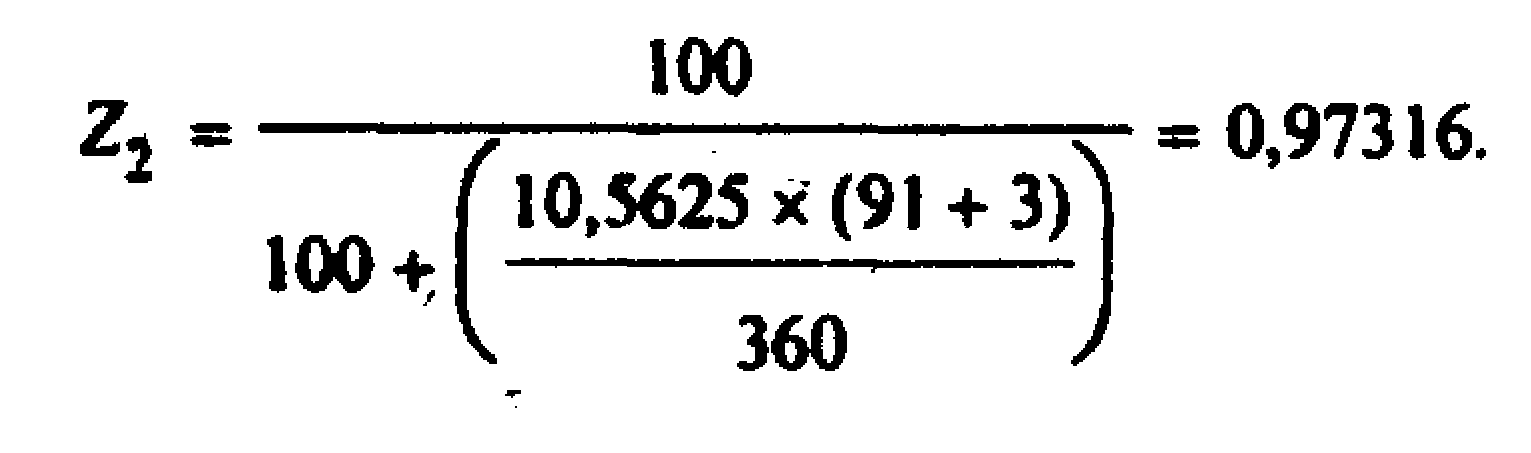 100
Z₂ = ———————— = 0,97316.
10,5625 × (91 + 3)
100 + (————————)
360